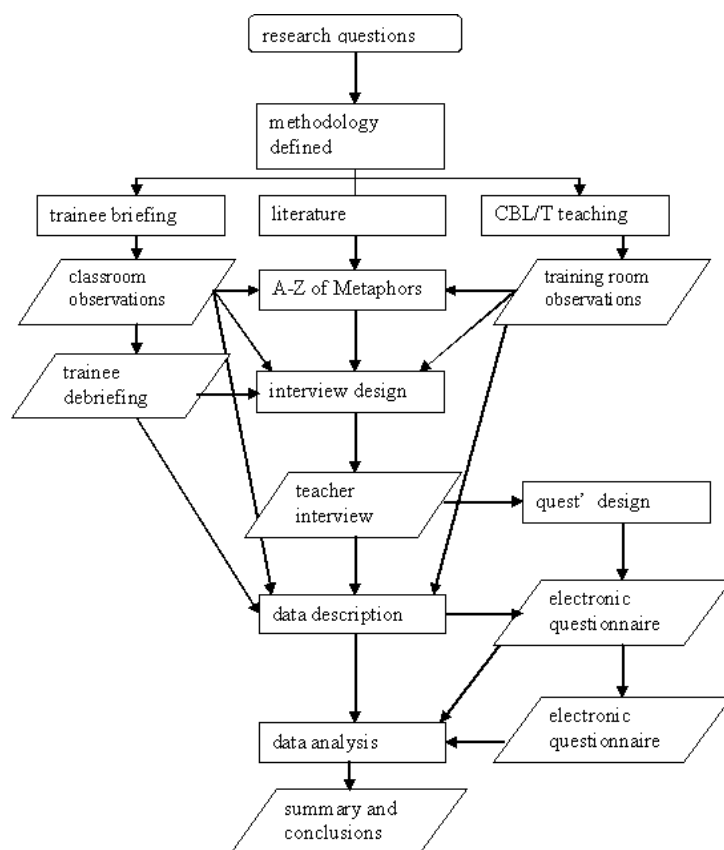 research questions
methodology
defined
trainee briefing
literature
CBL/T teaching
classroom
observations
A-Z of Metaphors
training room
observations
trainee
debriefing
interview design
teacher
interview
quest' design
data description
electronic
questionnaire
data analysis
electronic
questionnaire
summary and
conclusions